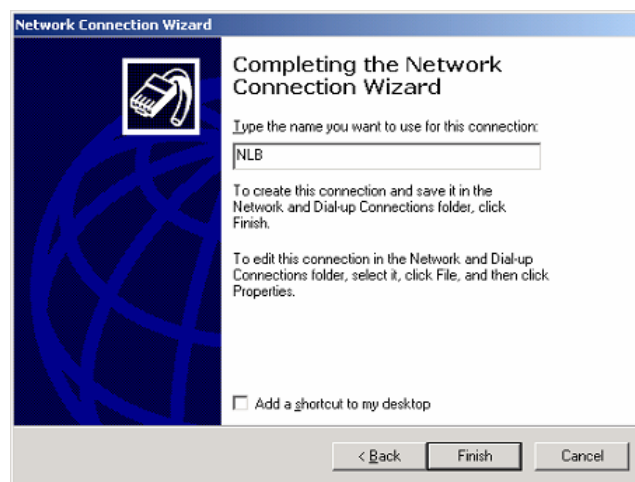 Network Connection Wizard
Completing the Network
Connection Wizard
Type the name you want to use for this connection:
NLB
To create this connection and save it in the
Network and Dial-up Connections folder, click
Finish.
To edit this connection in the Network and Dial-up
Connections folder, select it, click File, and then click
Properties.
Add a shortcut to my desktop
< Back
Finish
Cancel